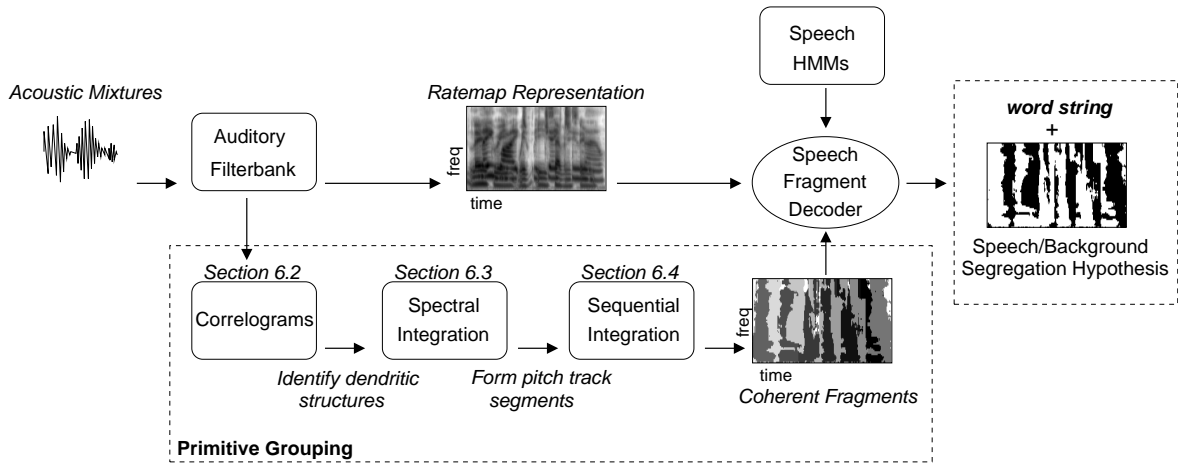 Speech
HMMs
Acoustic Mixtures
Ratemap Representation
word string
+
Auditory
Filterbank
freq
time
Speech
Fragment
Decoder
Speech/Background
Segregation Hypothesis
Section 6.2
Section 6.3
Section 6.4
Correlograms
Spectral
Integration
Sequential
Integration
freq
time
Identify dendritic
structures
Form pitch track
segments
Coherent Fragments
Primitive Grouping